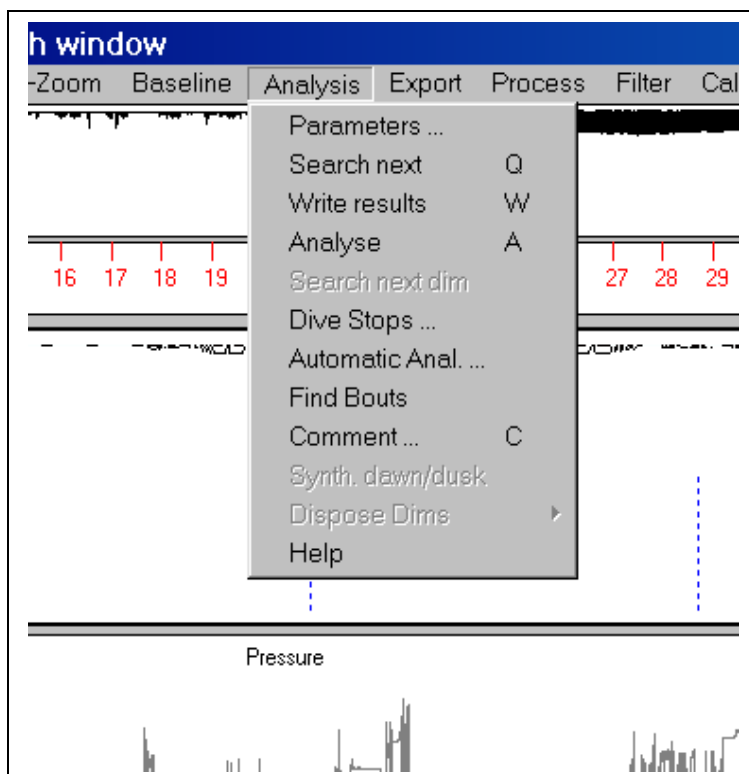 h window
-Zoom Baseline Analysis Export Process Filter Cal
Parameters ...
Search next Q
Write results W
Analyse A
Search next dim
Dive Stops ...
Automatic Anal. ...
Find Bouts
Comment ... C
Synth. dawn/dusk
Dispose Dims
Help
16 17 18 19 27 28 29
Pressure